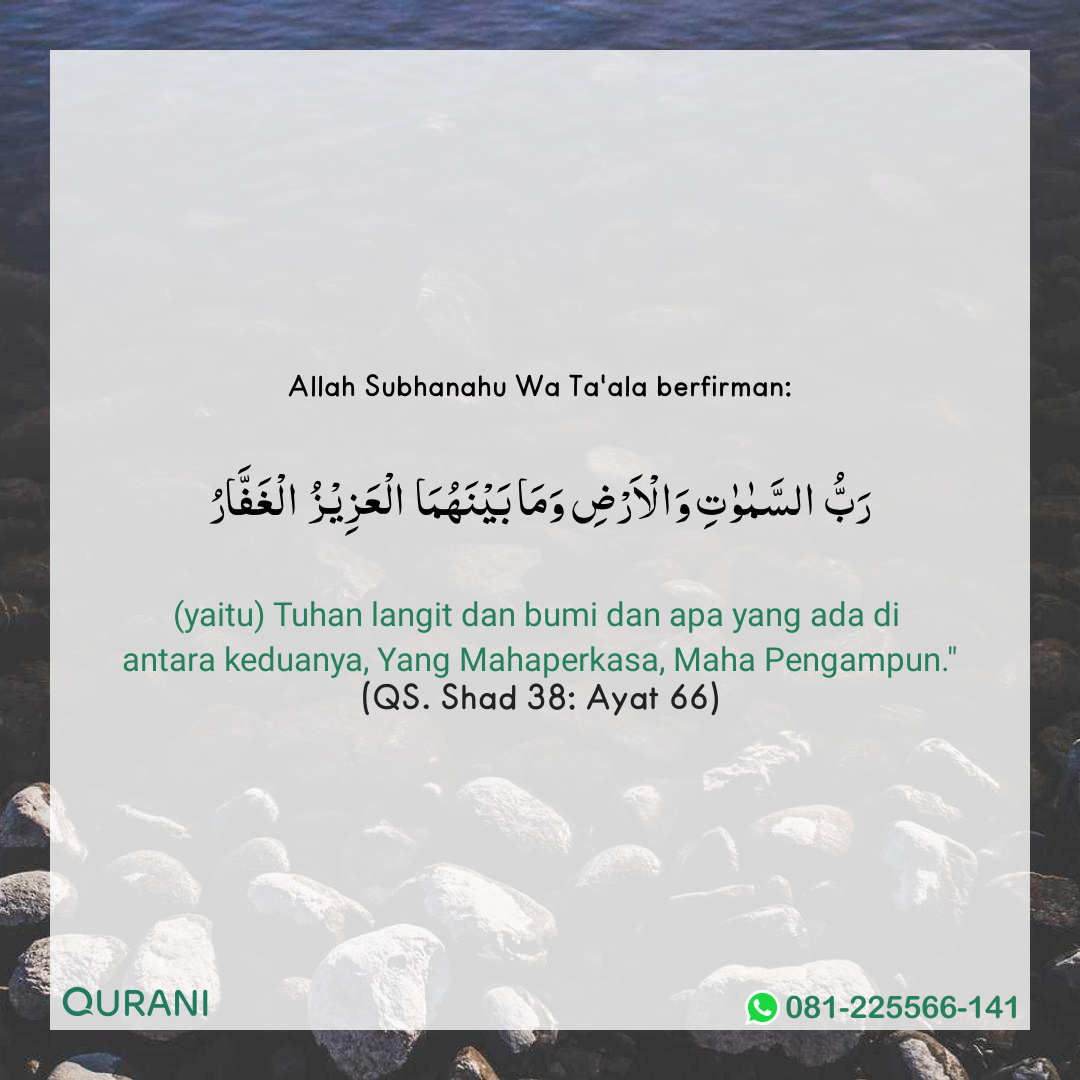 Allah Subhanahu Wa Ta'ala berfirman:
رَبُّ السَّمٰوٰتِ وَالْاَرْضِ وَمَا بَيْنَهُمَا الْعَزِيْزُ الْغَفَّارُ
(yaitu) Tuhan langit dan bumi dan apa yang ada di
antara keduanya, Yang Mahaperkasa, Maha Pengampun."
(QS. Shad 38: Ayat 66)
QURANI
081-225566-141